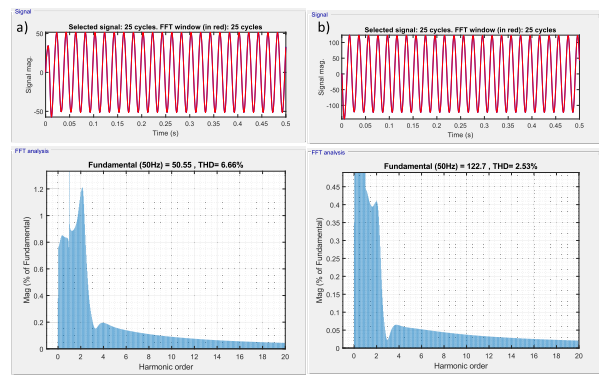 Signal
a)
Selected signal: 25 cycles. FFT window (in red): 25 cycles
Signal mag.
50
0
-50
0 0.05 0.1 0.15 0.2 0.25 0.3 0.35 0.4 0.45 0.5
Time (s)
FFT analysis
Fundamental (50Hz) = 50.55 , THD= 6.66%
Mag (% of Fundamental)
1.2
1
0.8
0.6
0.4
0.2
0
0 2 4 6 8 10 12 14 16 18 20
Harmonic order
Signal
b)
Selected signal: 25 cycles. FFT window (in red): 25 cycles
Signal mag.
100
50
0
-50
-100
0 0.05 0.1 0.15 0.2 0.25 0.3 0.35 0.4 0.45 0.5
Time (s)
FFT analysis
Fundamental (50Hz) = 122.7 , THD= 2.53%
Mag (% of Fundamental)
0.45
0.4
0.35
0.3
0.25
0.2
0.15
0.1
0.05
0
0 2 4 6 8 10 12 14 16 18 20
Harmonic order